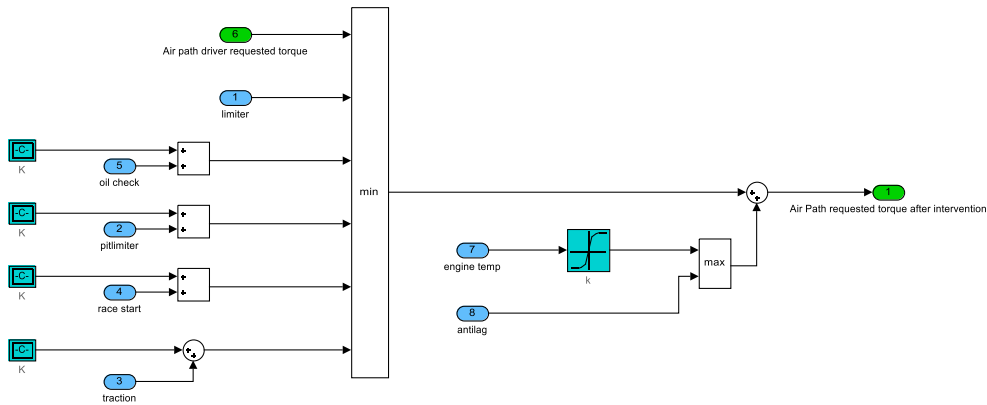 6
Air path driver requested torque
1
limiter
-C-
K
5
oil check
-C-
K
2
pitlimiter
-C-
K
4
race start
-C-
K
3
traction
min
7
engine temp
k
8
antilag
max
1
Air Path requested torque after intervention